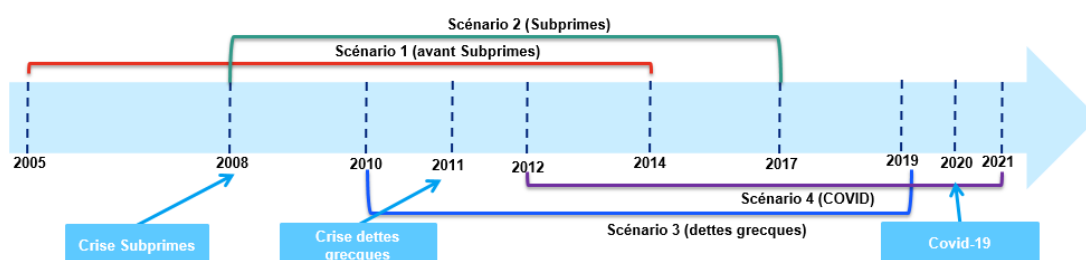 Scénario 2 (Subprimes)
Scénario 1 (avant Subprimes)
2005
2008
2010
2011
2012
2014
2017
2019
2020
2021
Scénario 4 (COVID)
Scénario 3 (dettes grecques)
Crise Subprimes
Crise dettes
grecques
Covid-19